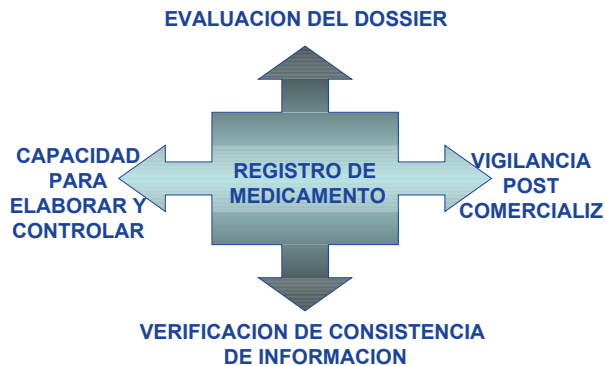 EVALUACION DEL DOSSIER
CAPACIDAD
PARA
ELABORAR Y
CONTROLAR
REGISTRO DE
MEDICAMENTO
VIGILANCIA
POST
COMERCIALIZ
VERIFICACION DE CONSISTENCIA
DE INFORMACION